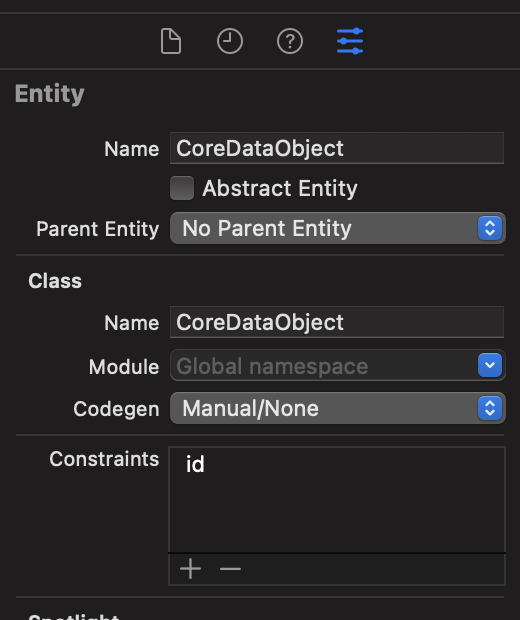 Entity
Name CoreDataObject
Abstract Entity
Parent Entity No Parent Entity
Class
Name CoreDataObject
Module Global namespace
Codegen Manual/None
Constraints id
Spotlight